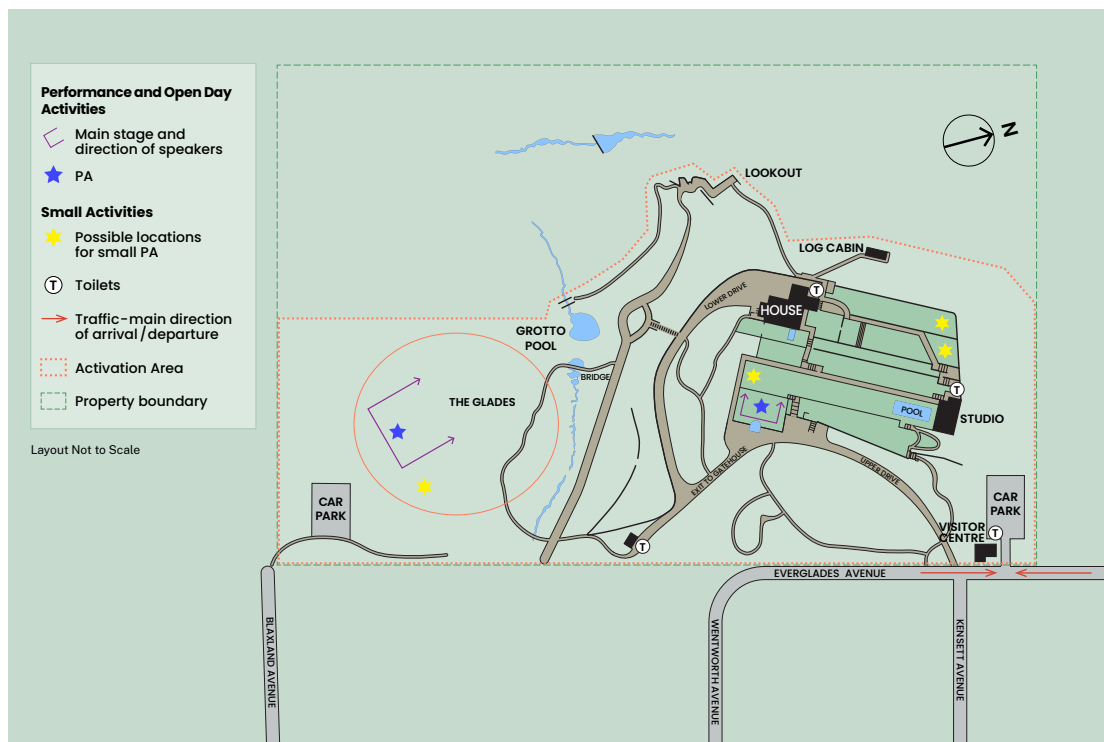 Performance and Open Day
Activities
Main stage and
direction of speakers
PA
Small Activities
Possible locations
for small PA
T
Toilets
Traffic–main direction
of arrival/departure
Activation Area
Property boundary
Layout Not to Scale
N
LOOKOUT
LOG CABIN
T
LOWER DRIVE
HOUSE
GROTTO
POOL
BRIDGE
THE GLADES
T
POOL
STUDIO
EXIT TO GATEHOUSE
UPPER DRIVE
CAR
PARK
CAR
PARK
VISITOR
CENTRE
T
T
EVERGLADES AVENUE
BLAXLAND AVENUE
WENTWORTH AVENUE
KENSETT AVENUE